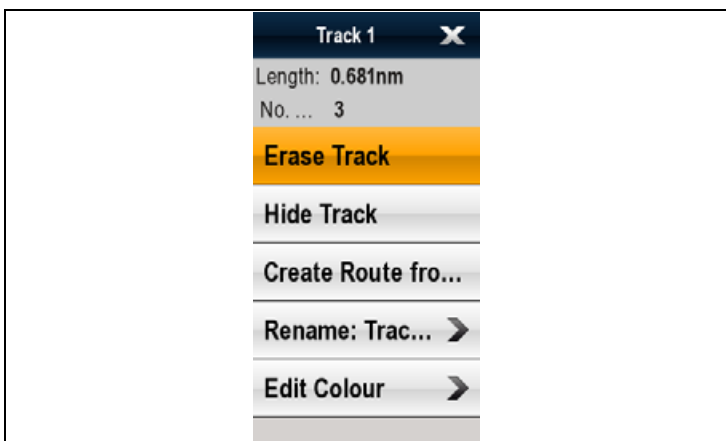 Track 1
Length: 0.681nm
No. ... 3
Erase Track
Hide Track
Create Route fro...
Rename: Trac...
Edit Colour